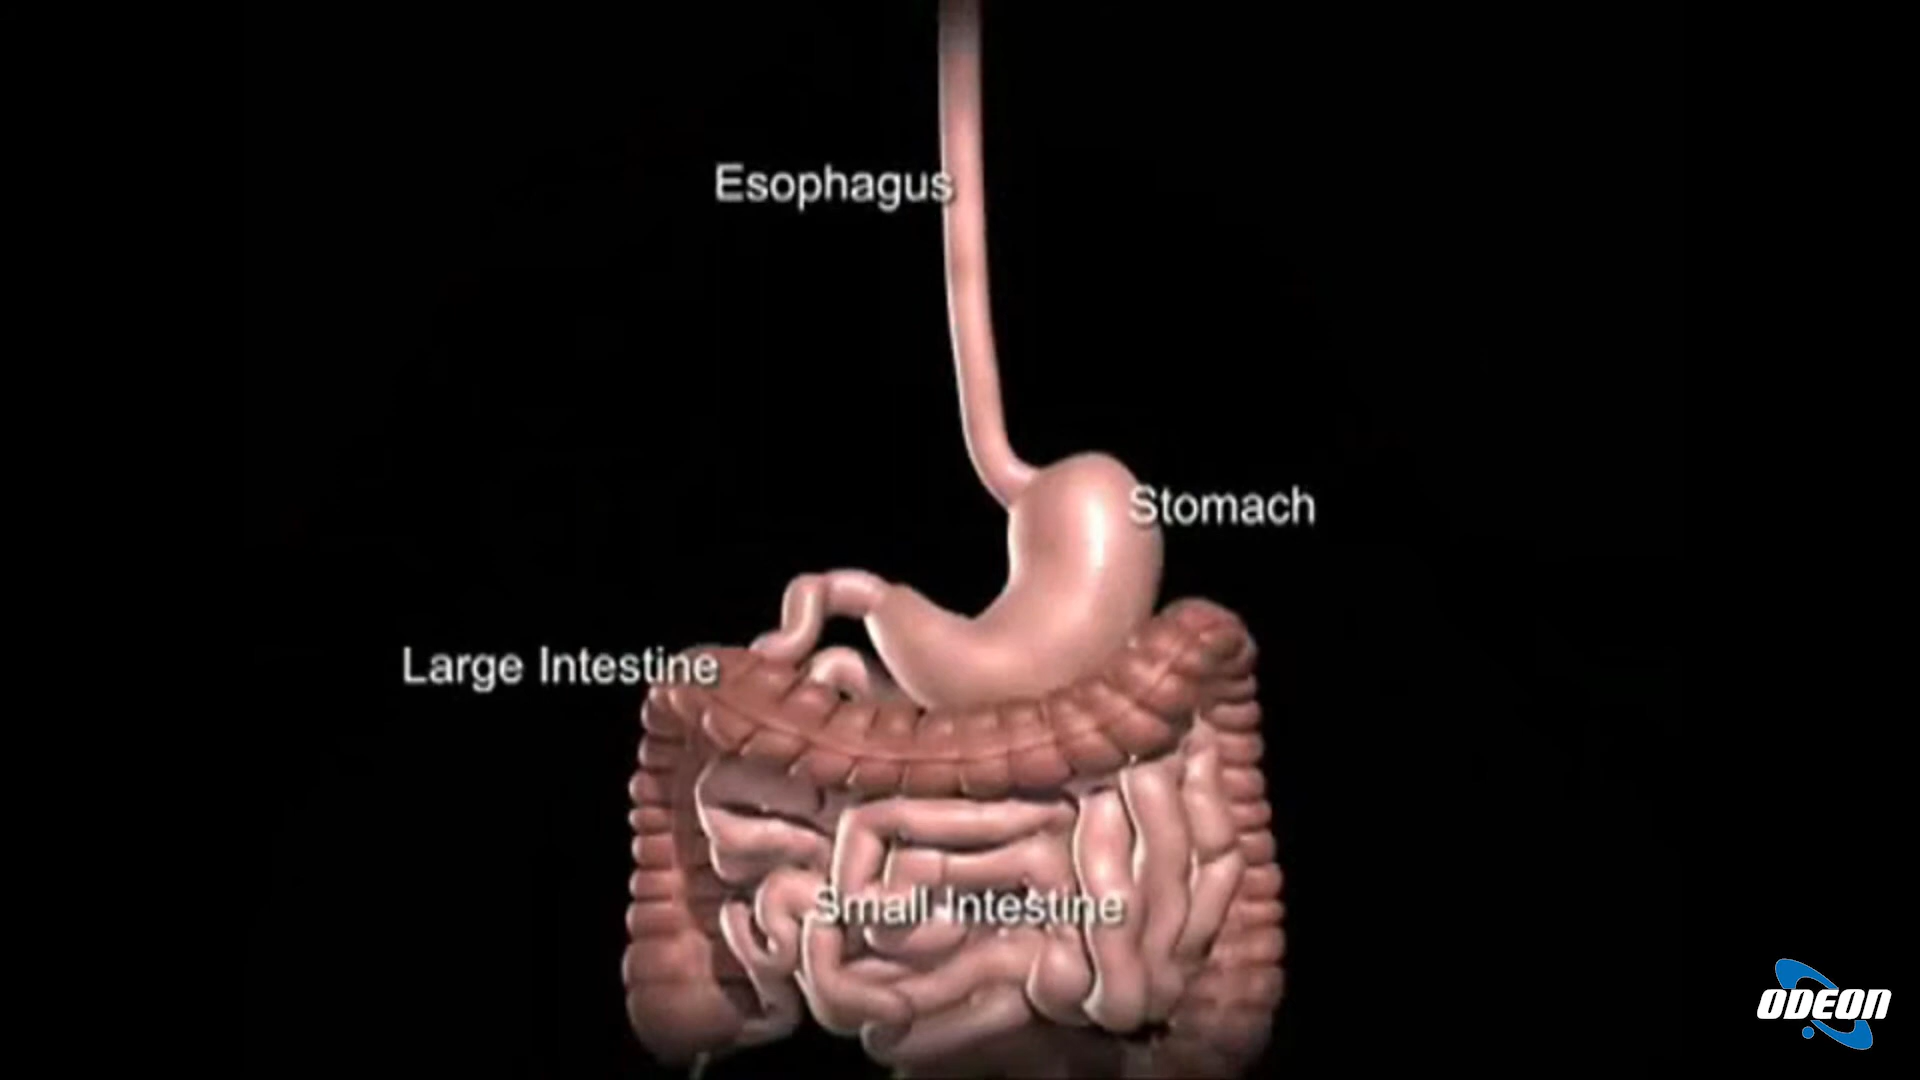 Esophagus
Stomach
Large Intestine
Small Intestine
ODEON